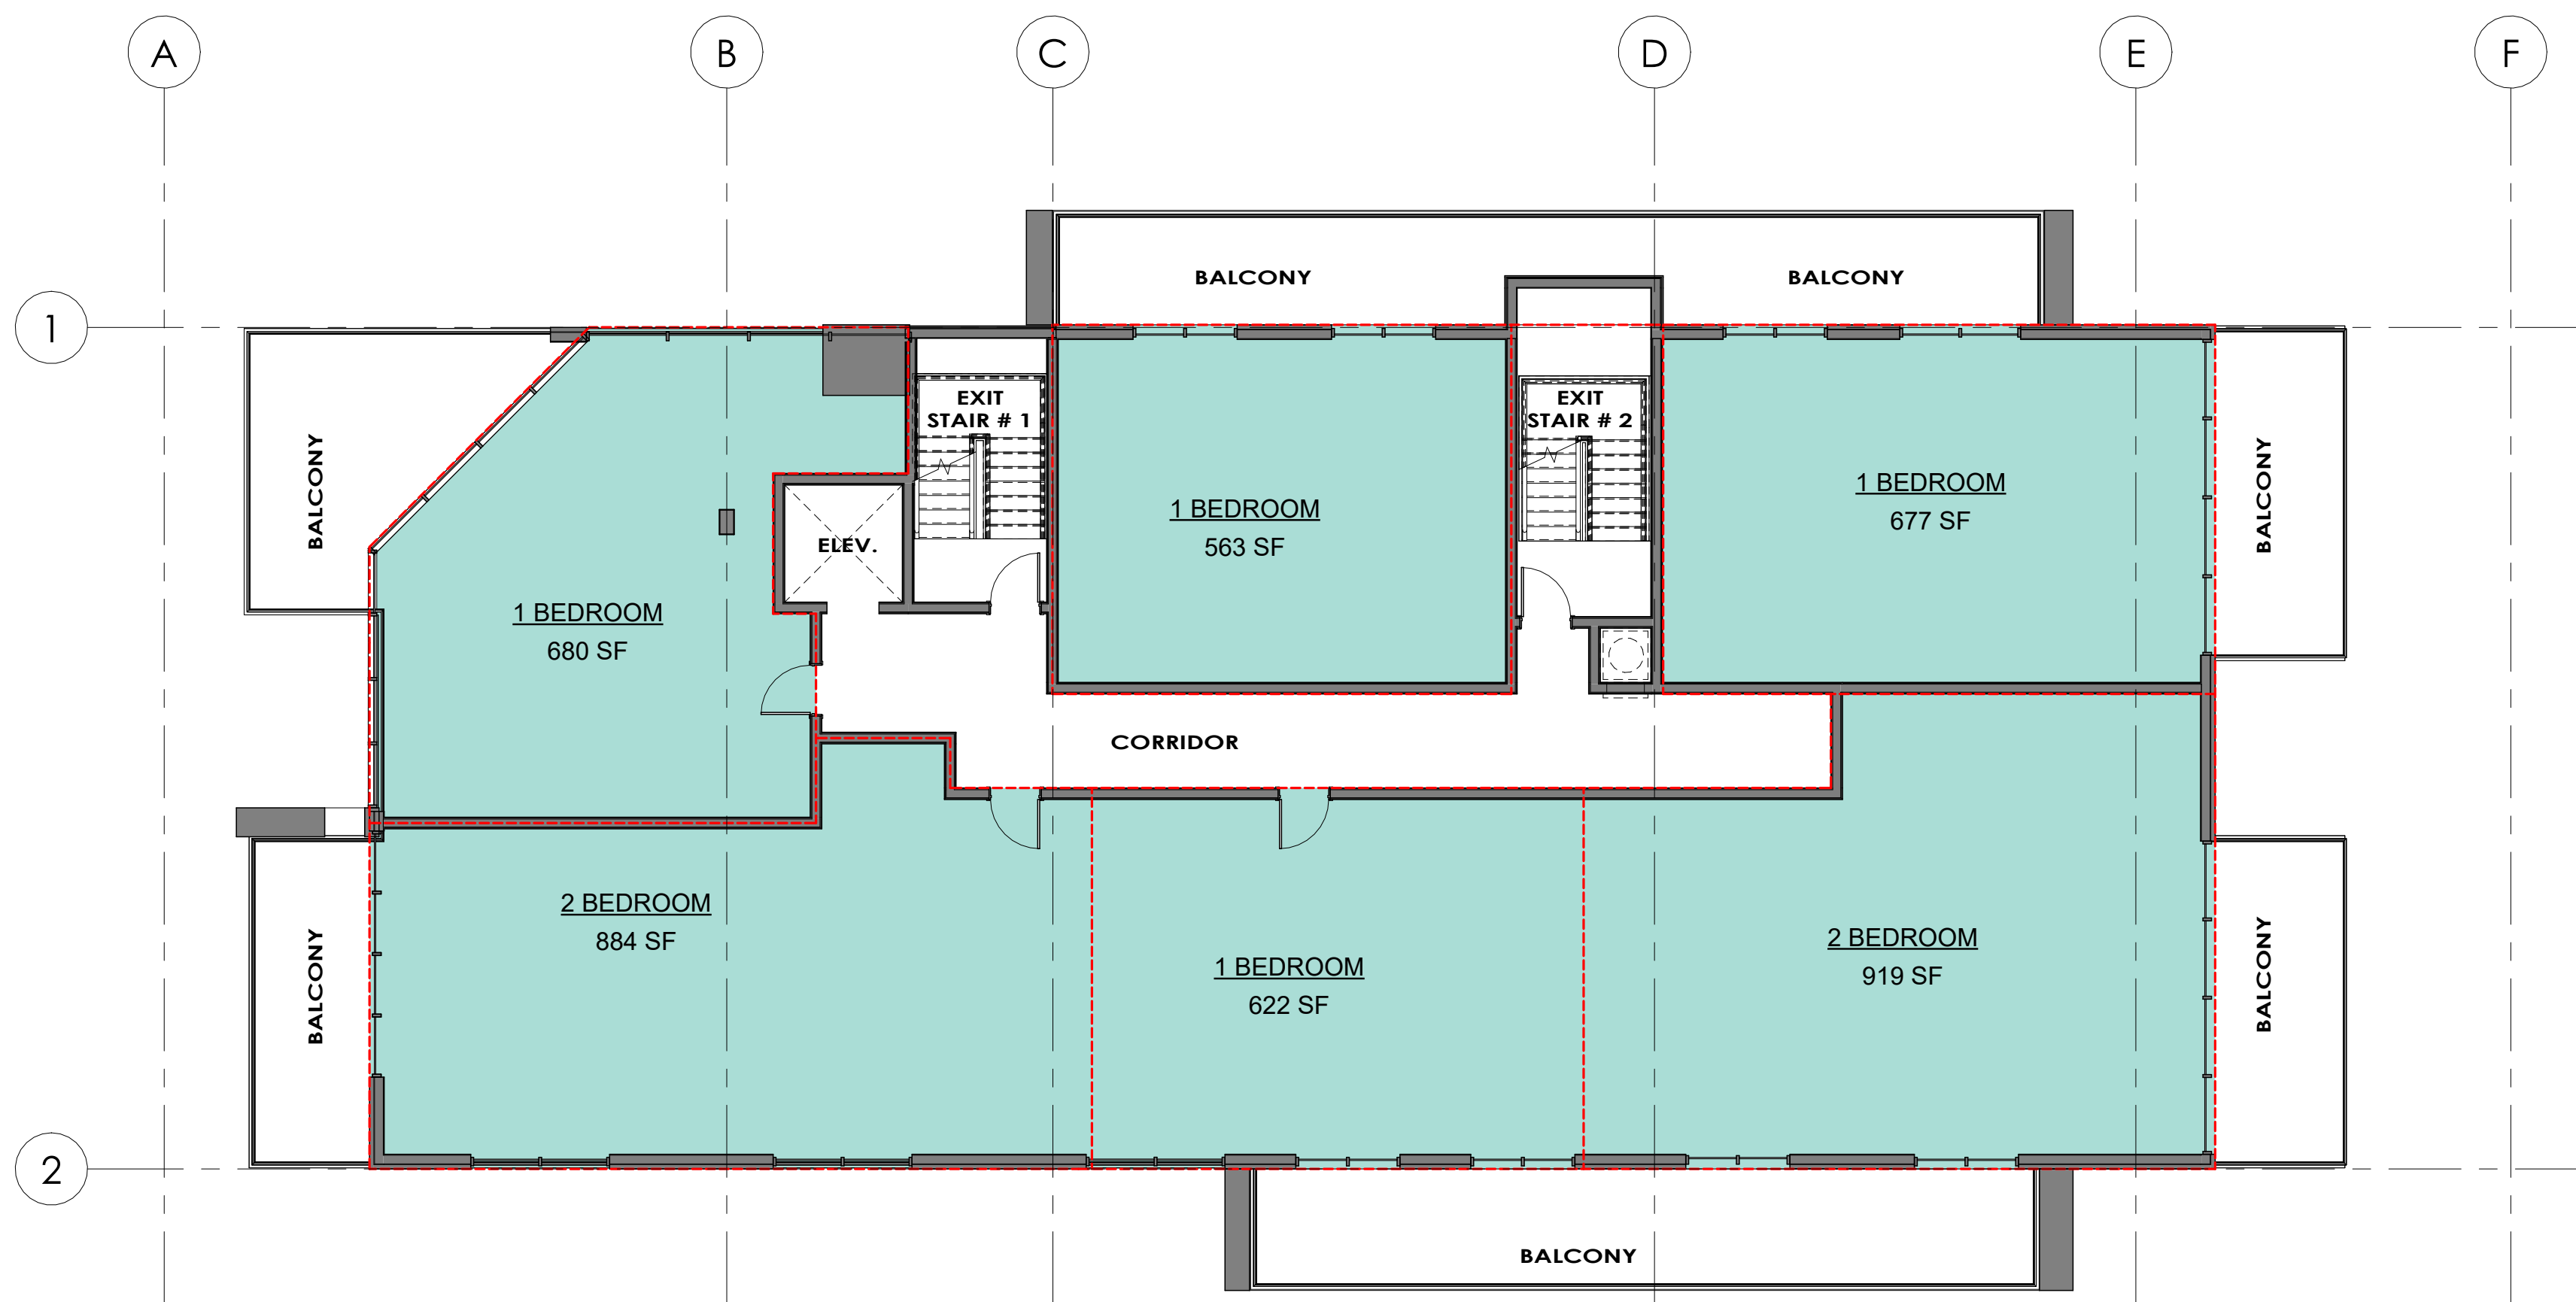 A
B
C
D
E
F
1
BALCONY
BALCONY
EXIT
STAIR # 1
EXIT
STAIR # 2
BALCONY
BALCONY
1 BEDROOM
677 SF
1 BEDROOM
563 SF
ELEV.
1 BEDROOM
680 SF
CORRIDOR
2 BEDROOM
884 SF
2 BEDROOM
919 SF
1 BEDROOM
622 SF
BALCONY
BALCONY
2
BALCONY